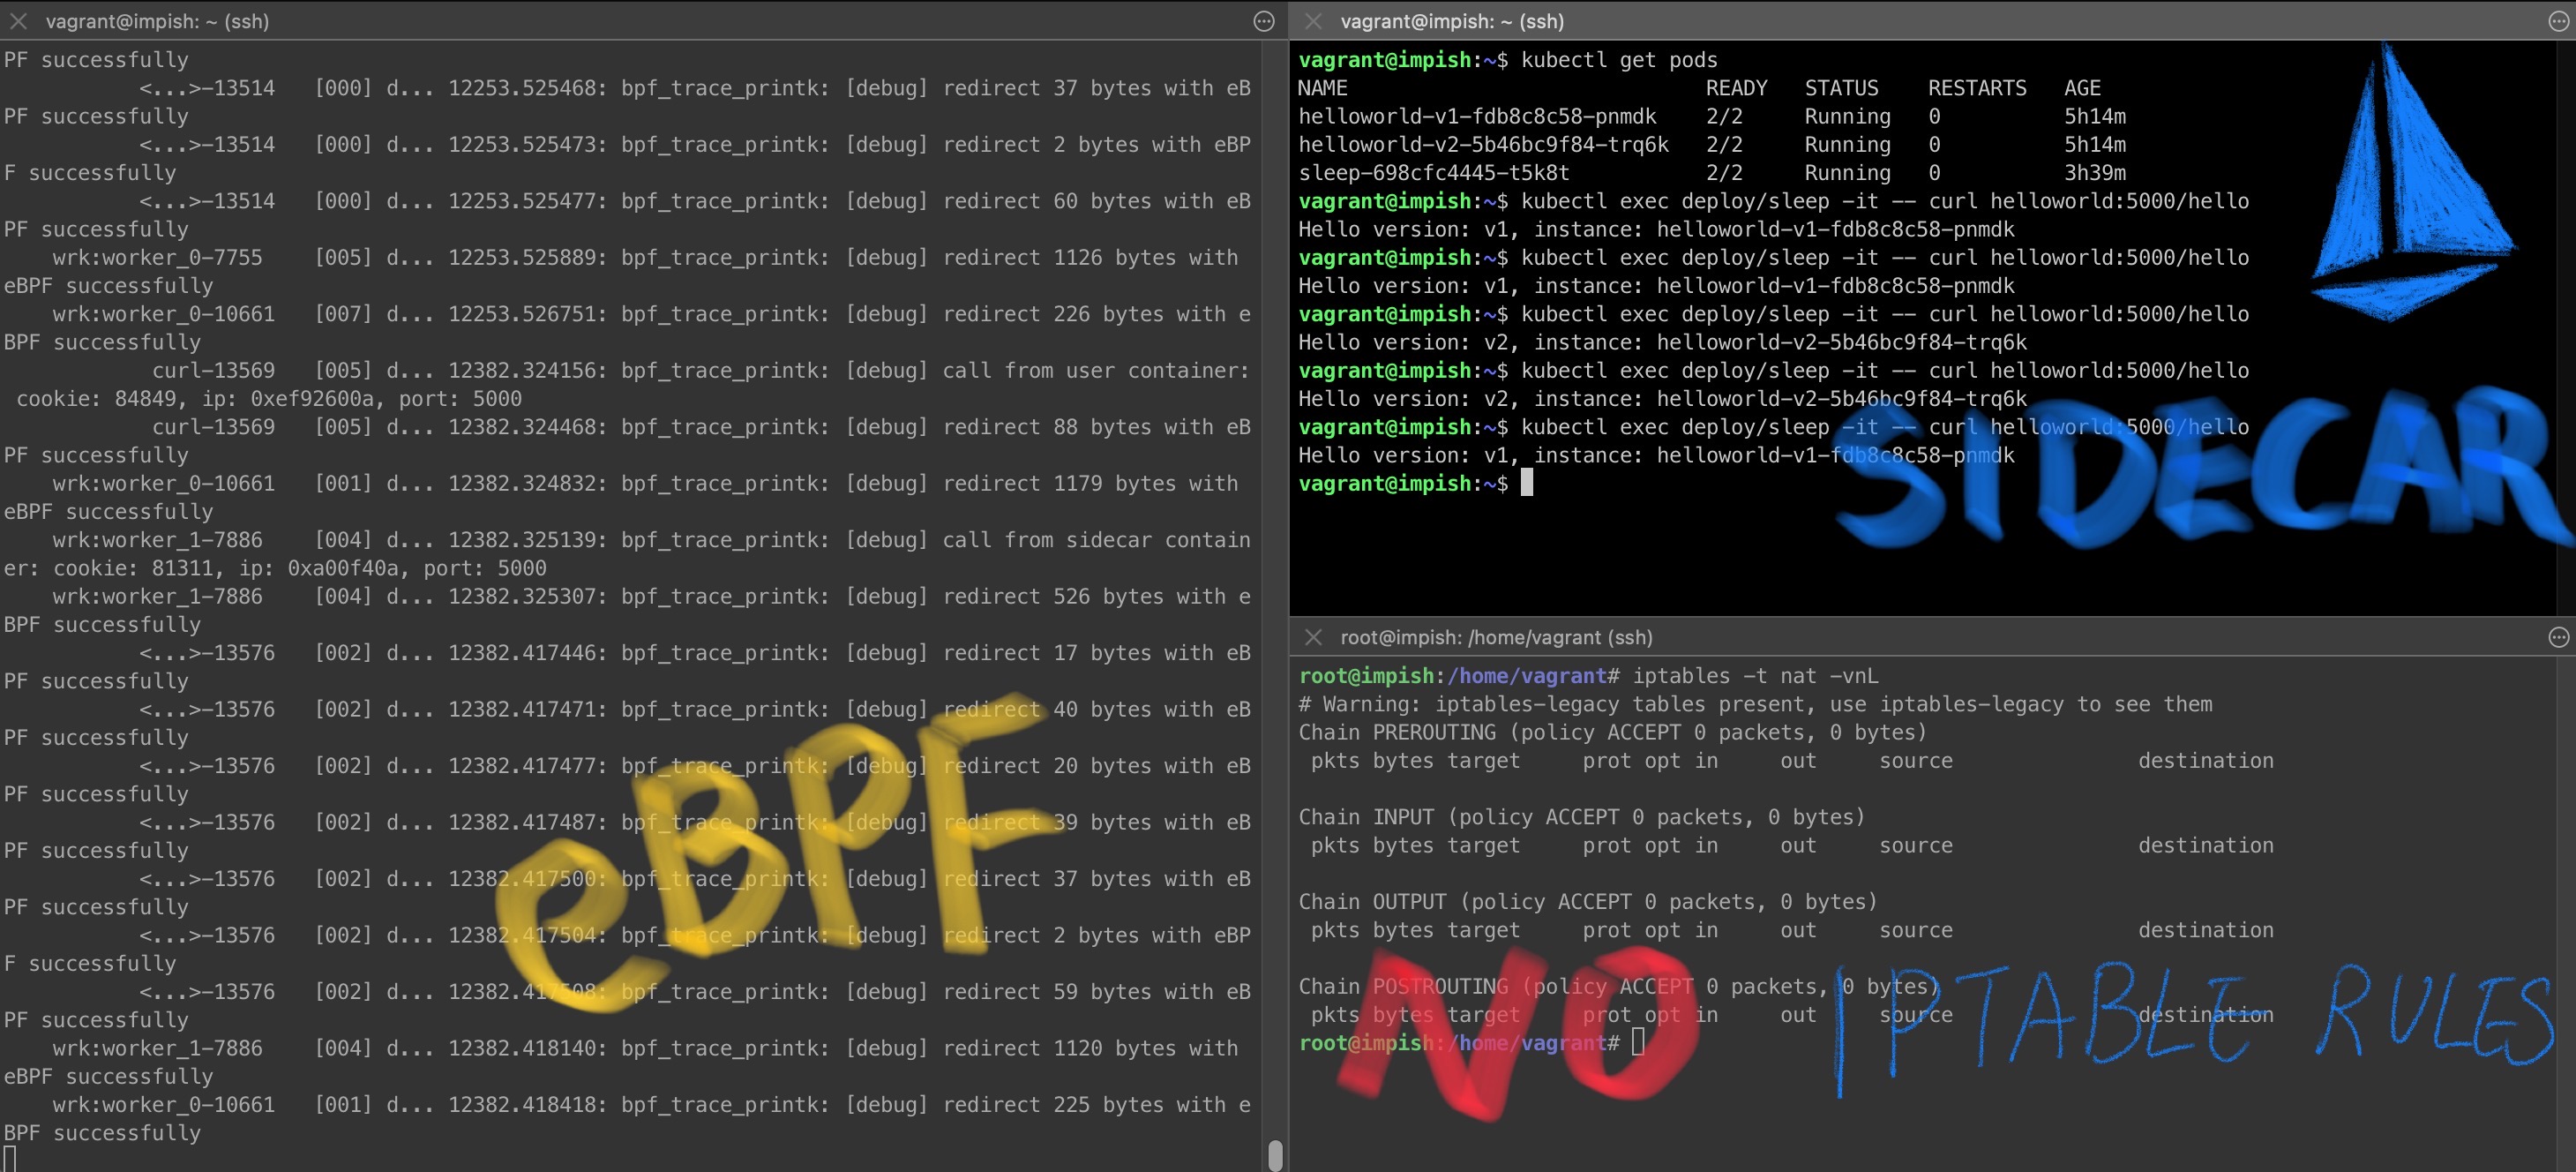 vagrant@impish: ~ (ssh)
PF successfully
<...>-13514 [000] d... 12253.525468: bpf_trace_printk: [debug] redirect 37 bytes with eB
PF successfully
<...>-13514 [000] d... 12253.525473: bpf_trace_printk: [debug] redirect 2 bytes with eBP
F successfully
<...>-13514 [000] d... 12253.525477: bpf_trace_printk: [debug] redirect 60 bytes with eB
PF successfully
wrk:worker_0-7755 [005] d... 12253.525889: bpf_trace_printk: [debug] redirect 1126 bytes with
eBPF successfully
wrk:worker_0-10661 [007] d... 12253.526751: bpf_trace_printk: [debug] redirect 226 bytes with e
BPF successfully
curl-13569 [005] d... 12382.324156: bpf_trace_printk: [debug] call from user container:
cookie: 84849, ip: 0xef92600a, port: 5000
curl-13569 [005] d... 12382.324468: bpf_trace_printk: [debug] redirect 88 bytes with eB
PF successfully
wrk:worker_0-10661 [001] d... 12382.324832: bpf_trace_printk: [debug] redirect 1179 bytes with
eBPF successfully
wrk:worker_1-7886 [004] d... 12382.325139: bpf_trace_printk: [debug] call from sidecar contain
er: cookie: 81311, ip: 0xa00f40a, port: 5000
wrk:worker_1-7886 [004] d... 12382.325307: bpf_trace_printk: [debug] redirect 526 bytes with e
BPF successfully
<...>-13576 [002] d... 12382.417446: bpf_trace_printk: [debug] redirect 17 bytes with eB
PF successfully
<...>-13576 [002] d... 12382.417471: bpf_trace_printk: [debug] redirect 40 bytes with eB
PF successfully
<...>-13576 [002] d... 12382.417477: bpf_trace_printk: [debug] redirect 20 bytes with eB
PF successfully
<...>-13576 [002] d... 12382.417487: bpf_trace_printk: [debug] redirect 39 bytes with eB
PF successfully
<...>-13576 [002] d... 12382.417500: bpf_trace_printk: [debug] redirect 37 bytes with eB
PF successfully
<...>-13576 [002] d... 12382.417504: bpf_trace_printk: [debug] redirect 2 bytes with eBP
F successfully
<...>-13576 [002] d... 12382.417508: bpf_trace_printk: [debug] redirect 59 bytes with eB
PF successfully
wrk:worker_1-7886 [004] d... 12382.418140: bpf_trace_printk: [debug] redirect 1120 bytes with
eBPF successfully
wrk:worker_0-10661 [001] d... 12382.418418: bpf_trace_printk: [debug] redirect 225 bytes with e
BPF successfully
eBPF
vagrant@impish: ~ (ssh)
vagrant@impish:~$ kubectl get pods
NAME READY STATUS RESTARTS AGE
helloworld-v1-fdb8c8c58-pnmdk 2/2 Running 0 5h14m
helloworld-v2-5b46bc9f84-trq6k 2/2 Running 0 5h14m
sleep-698cfc4445-t5k8t 2/2 Running 0 3h39m
vagrant@impish:~$ kubectl exec deploy/sleep -it -- curl helloworld:5000/hello
Hello version: v1, instance: helloworld-v1-fdb8c8c58-pnmdk
vagrant@impish:~$ kubectl exec deploy/sleep -it -- curl helloworld:5000/hello
Hello version: v1, instance: helloworld-v1-fdb8c8c58-pnmdk
vagrant@impish:~$ kubectl exec deploy/sleep -it -- curl helloworld:5000/hello
Hello version: v2, instance: helloworld-v2-5b46bc9f84-trq6k
vagrant@impish:~$ kubectl exec deploy/sleep -it -- curl helloworld:5000/hello
Hello version: v2, instance: helloworld-v2-5b46bc9f84-trq6k
vagrant@impish:~$ kubectl exec deploy/sleep -it -- curl helloworld:5000/hello
Hello version: v1, instance: helloworld-v1-fdb8c8c58-pnmdk
vagrant@impish:~$
SIDECAR
root@impish: /home/vagrant (ssh)
root@impish:/home/vagrant# iptables -t nat -vnL
# Warning: iptables-legacy tables present, use iptables-legacy to see them
Chain PREROUTING (policy ACCEPT 0 packets, 0 bytes)
pkts bytes target prot opt in out source destination
Chain INPUT (policy ACCEPT 0 packets, 0 bytes)
pkts bytes target prot opt in out source destination
Chain OUTPUT (policy ACCEPT 0 packets, 0 bytes)
pkts bytes target prot opt in out source destination
Chain POSTROUTING (policy ACCEPT 0 packets, 0 bytes)
pkts bytes target prot opt in out source destination
root@impish:/home/vagrant#
NO IPTABLE RULES